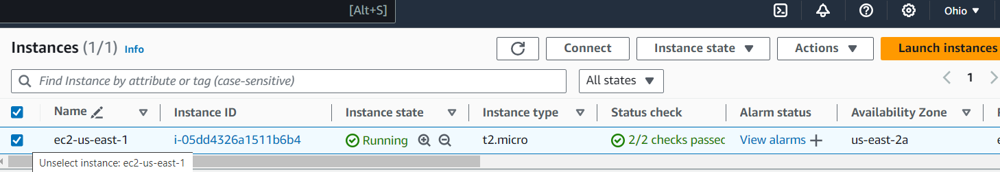 [Alt+S] Ohio
Instances (1/1) Info Connect Instance state Actions Launch instances
Find Instance by attribute or tag (case-sensitive) All states 1
Name Instance ID Instance state Instance type Status check Alarm status Availability Zone
ec2-us-east-1 i-05dd4326a1511b6b4 Running t2.micro 2/2 checks passec View alarms + us-east-2a
Unselect instance: ec2-us-east-1